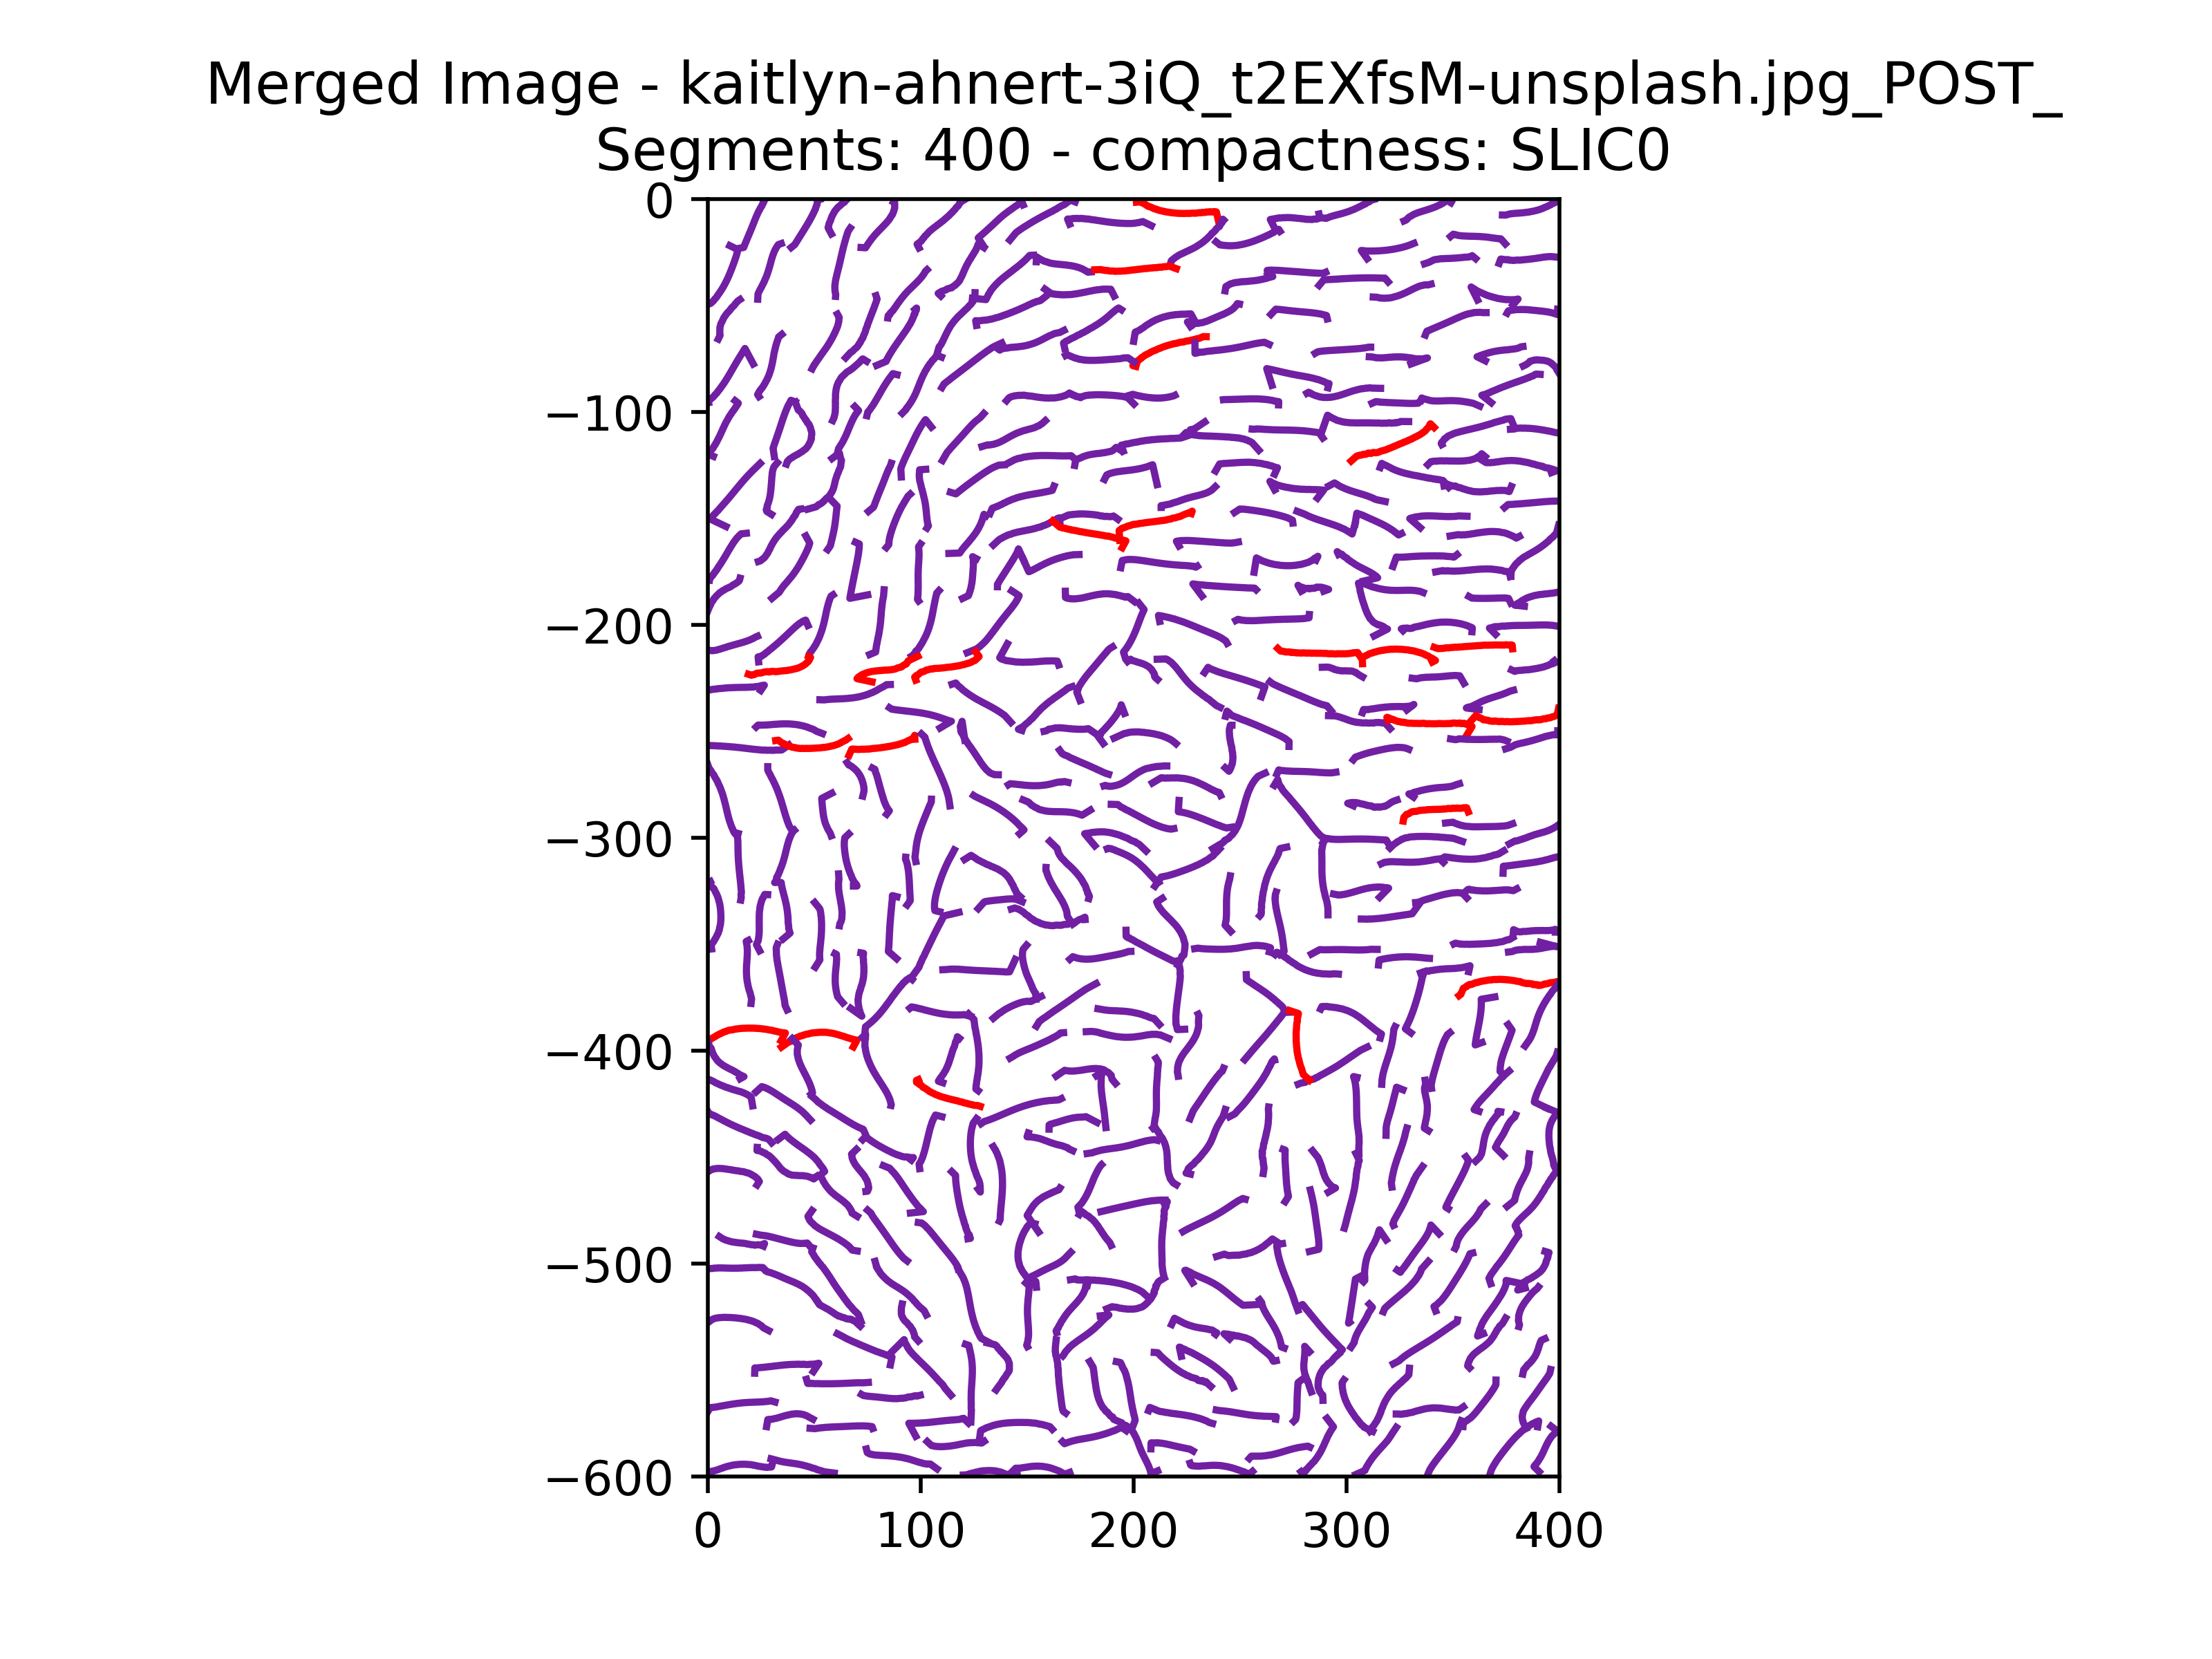 Merged Image - kaitlyn-ahnert-3iQ_t2EXfsM-unsplash.jpg_POST_
Segments: 400 - compactness: SLIC0
0
−100
−200
−300
−400
−500
−600
0 100 200 300 400